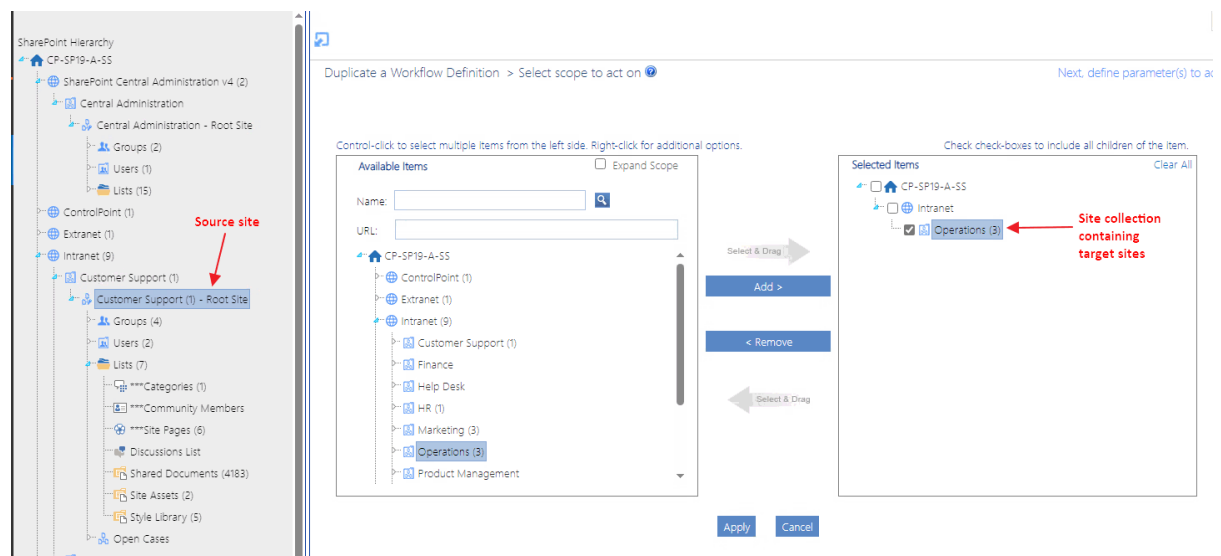 SharePoint Hierarchy
CP-SP19-A-SS
SharePoint Central Administration v4 (2)
Central Administration
Central Administration - Root Site
Groups (2)
Users (1)
Lists (15)
ControlPoint (1)
Source site
Extranet (1)
Intranet (9)
Customer Support (1)
Customer Support (1) - Root Site
Groups (4)
Users (2)
Lists (7)
***Categories (1)
***Community Members
***Site Pages (6)
Discussions List
Shared Documents (4183)
Site Assets (2)
Style Library (5)
Open Cases
Duplicate a Workflow Definition > Select scope to act on
Next, define parameter(s) to ac
Control-click to select multiple items from the left side. Right-click for additional options.
Check check-boxes to include all children of the item.
Available Items
Expand Scope
Name:
URL:
CP-SP19-A-SS
ControlPoint (1)
Extranet (1)
Intranet (9)
Customer Support (1)
Finance
Help Desk
HR (1)
Marketing (3)
Operations (3)
Product Management
Select & Drag
Add >
< Remove
Select & Drag
Selected Items
Clear All
CP-SP19-A-SS
Intranet
Operations (3)
Site collection
containing
target sites
Apply
Cancel